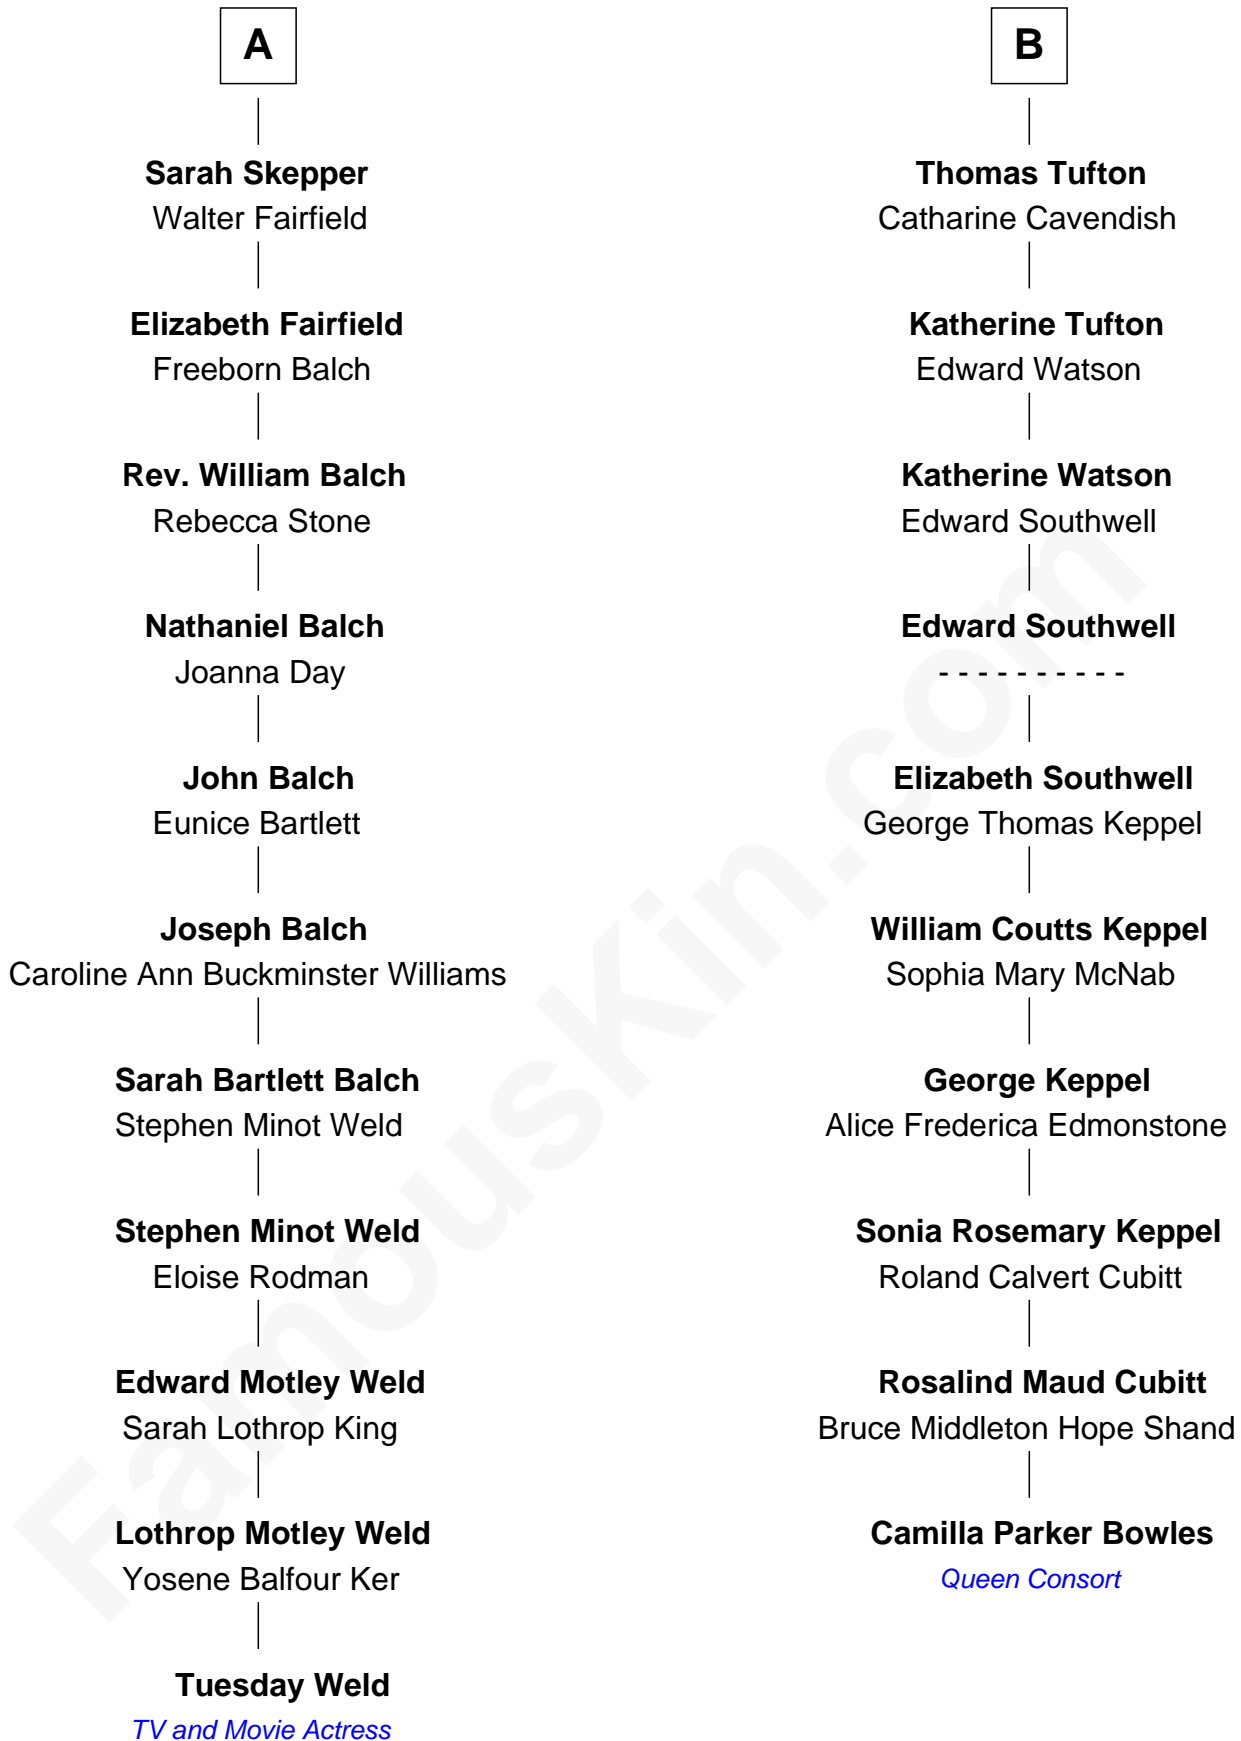 A
Sarah Skepper
Walter Fairfield
Elizabeth Fairfield
Freeborn Balch
Rev. William Balch
Rebecca Stone
Nathaniel Balch
Joanna Day
John Balch
Eunice Bartlett
Joseph Balch
Caroline Ann Buckminster Williams
Sarah Bartlett Balch
Stephen Minot Weld
Stephen Minot Weld
Eloise Rodman
Edward Motley Weld
Sarah Lothrop King
Lothrop Motley Weld
Yosene Balfour Ker
Tuesday Weld
TV and Movie Actress
B
Thomas Tufton
Catharine Cavendish
Katherine Tufton
Edward Watson
Katherine Watson
Edward Southwell
Edward Southwell
- - - - - - - - - -
Elizabeth Southwell
George Thomas Keppel
William Coutts Keppel
Sophia Mary McNab
George Keppel
Alice Frederica Edmonstone
Sonia Rosemary Keppel
Roland Calvert Cubitt
Rosalind Maud Cubitt
Bruce Middleton Hope Shand
Camilla Parker Bowles
Queen Consort
FamousKin.com